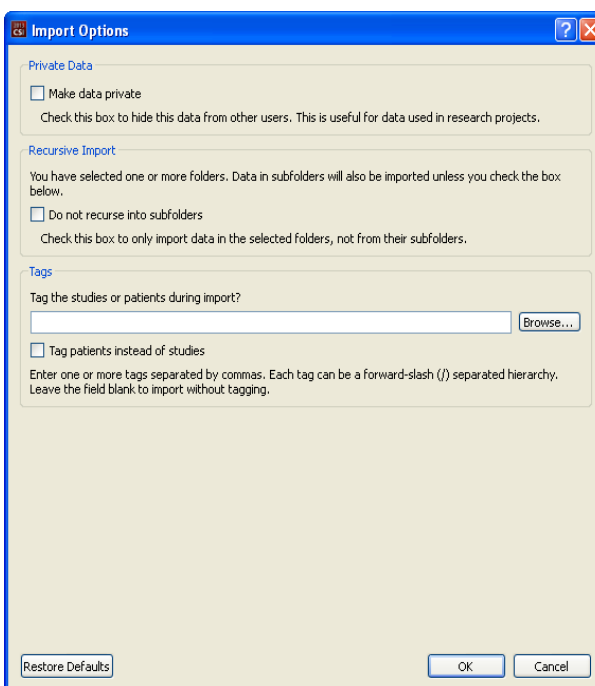 2013
CSI
Import Options
?
Private Data
Make data private
Check this box to hide this data from other users. This is useful for data used in research projects.
Recursive Import
You have selected one or more folders. Data in subfolders will also be imported unless you check the box
below.
Do not recurse into subfolders
Check this box to only import data in the selected folders, not from their subfolders.
Tags
Tag the studies or patients during import?
Browse...
Tag patients instead of studies
Enter one or more tags separated by commas. Each tag can be a forward-slash (/) separated hierarchy.
Leave the field blank to import without tagging.
Restore Defaults
OK
Cancel